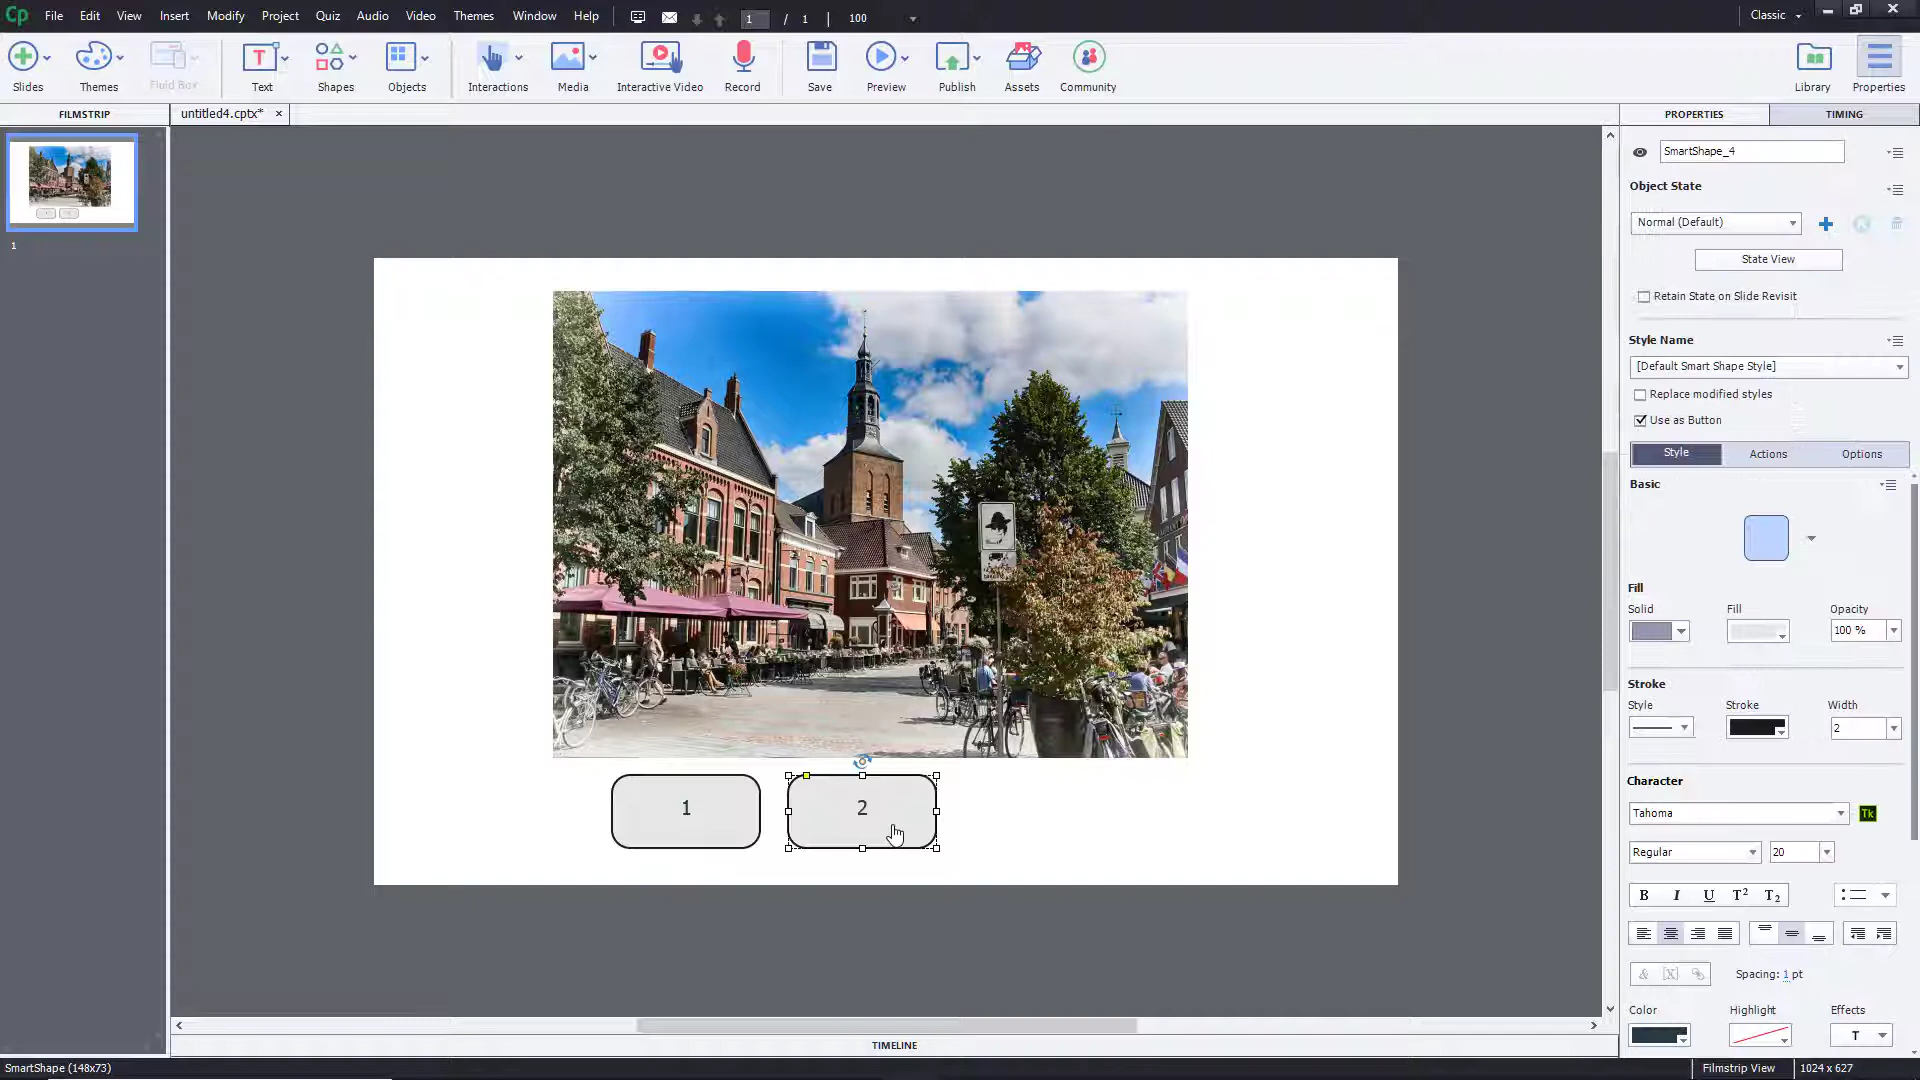 Cp File Edit View Insert Modify Project Quiz Audio Video Themes Window Help 1 / 1 100 Classic
Slides Themes Fluid Box Text Shapes Objects Interactions Media Interactive Video Record Save Preview Publish Assets Community Library Properties
FILMSTRIP untitled4.cptx* × PROPERTIES TIMING
SmartShape_4
Object State
Normal (Default)
State View
Retain State on Slide Revisit
Style Name
[Default Smart Shape Style]
Replace modified styles
Use as Button
Style Actions Options
Basic
Fill
Solid Fill Opacity
100 %
Stroke
Style Stroke Width
2
Character
Tahoma Tk
Regular 20
B I U T2 T2
Spacing: 1 pt
Color Highlight Effects
T
1
1 2
TIMELINE
SmartShape (148x73) Filmstrip View 1024 x 627